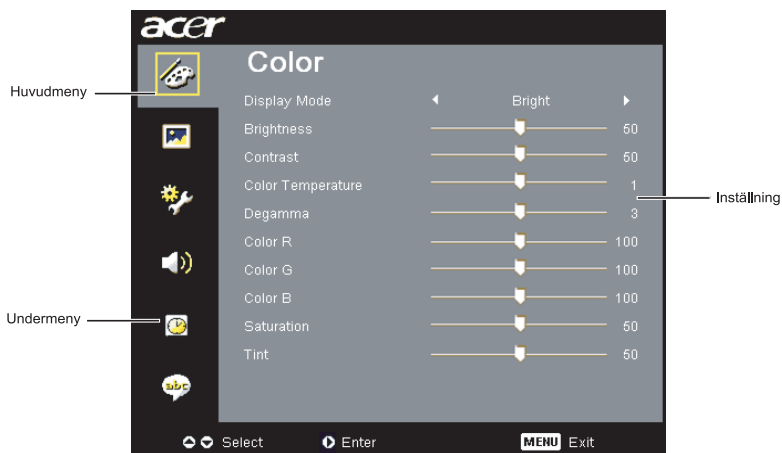 acer
Color
Huvudmeny
Display Mode Bright
Brightness 50
Contrast 50
Color Temperature 1
Inställning
Degamma 3
Color R 100
Color G 100
Color B 100
Undermeny
Saturation 50
Tint 50
abc
Select Enter MENU Exit